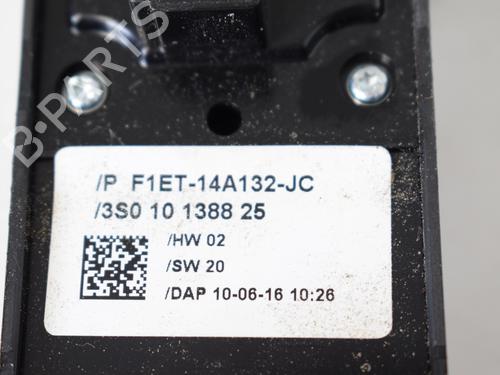 B-PARTS
/P F1ET-14A132-JC
/3S0 10 1388 25
/HW 02
/SW 20
/DAP 10-06-16 10:26